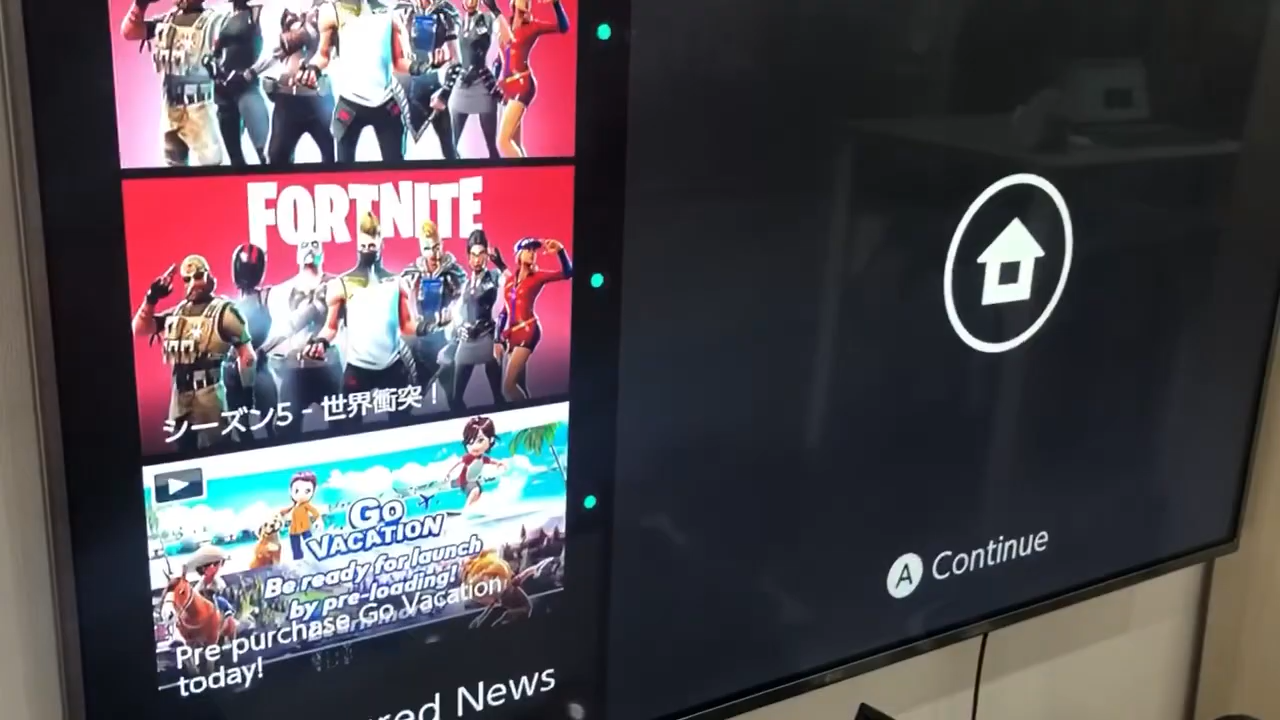 FORTNITE
シーズン5 - 世界衝突！
GO
VACATION
Be ready for launch
by pre-loading!
Pre-purchase Go Vacation
today!
News
A Continue